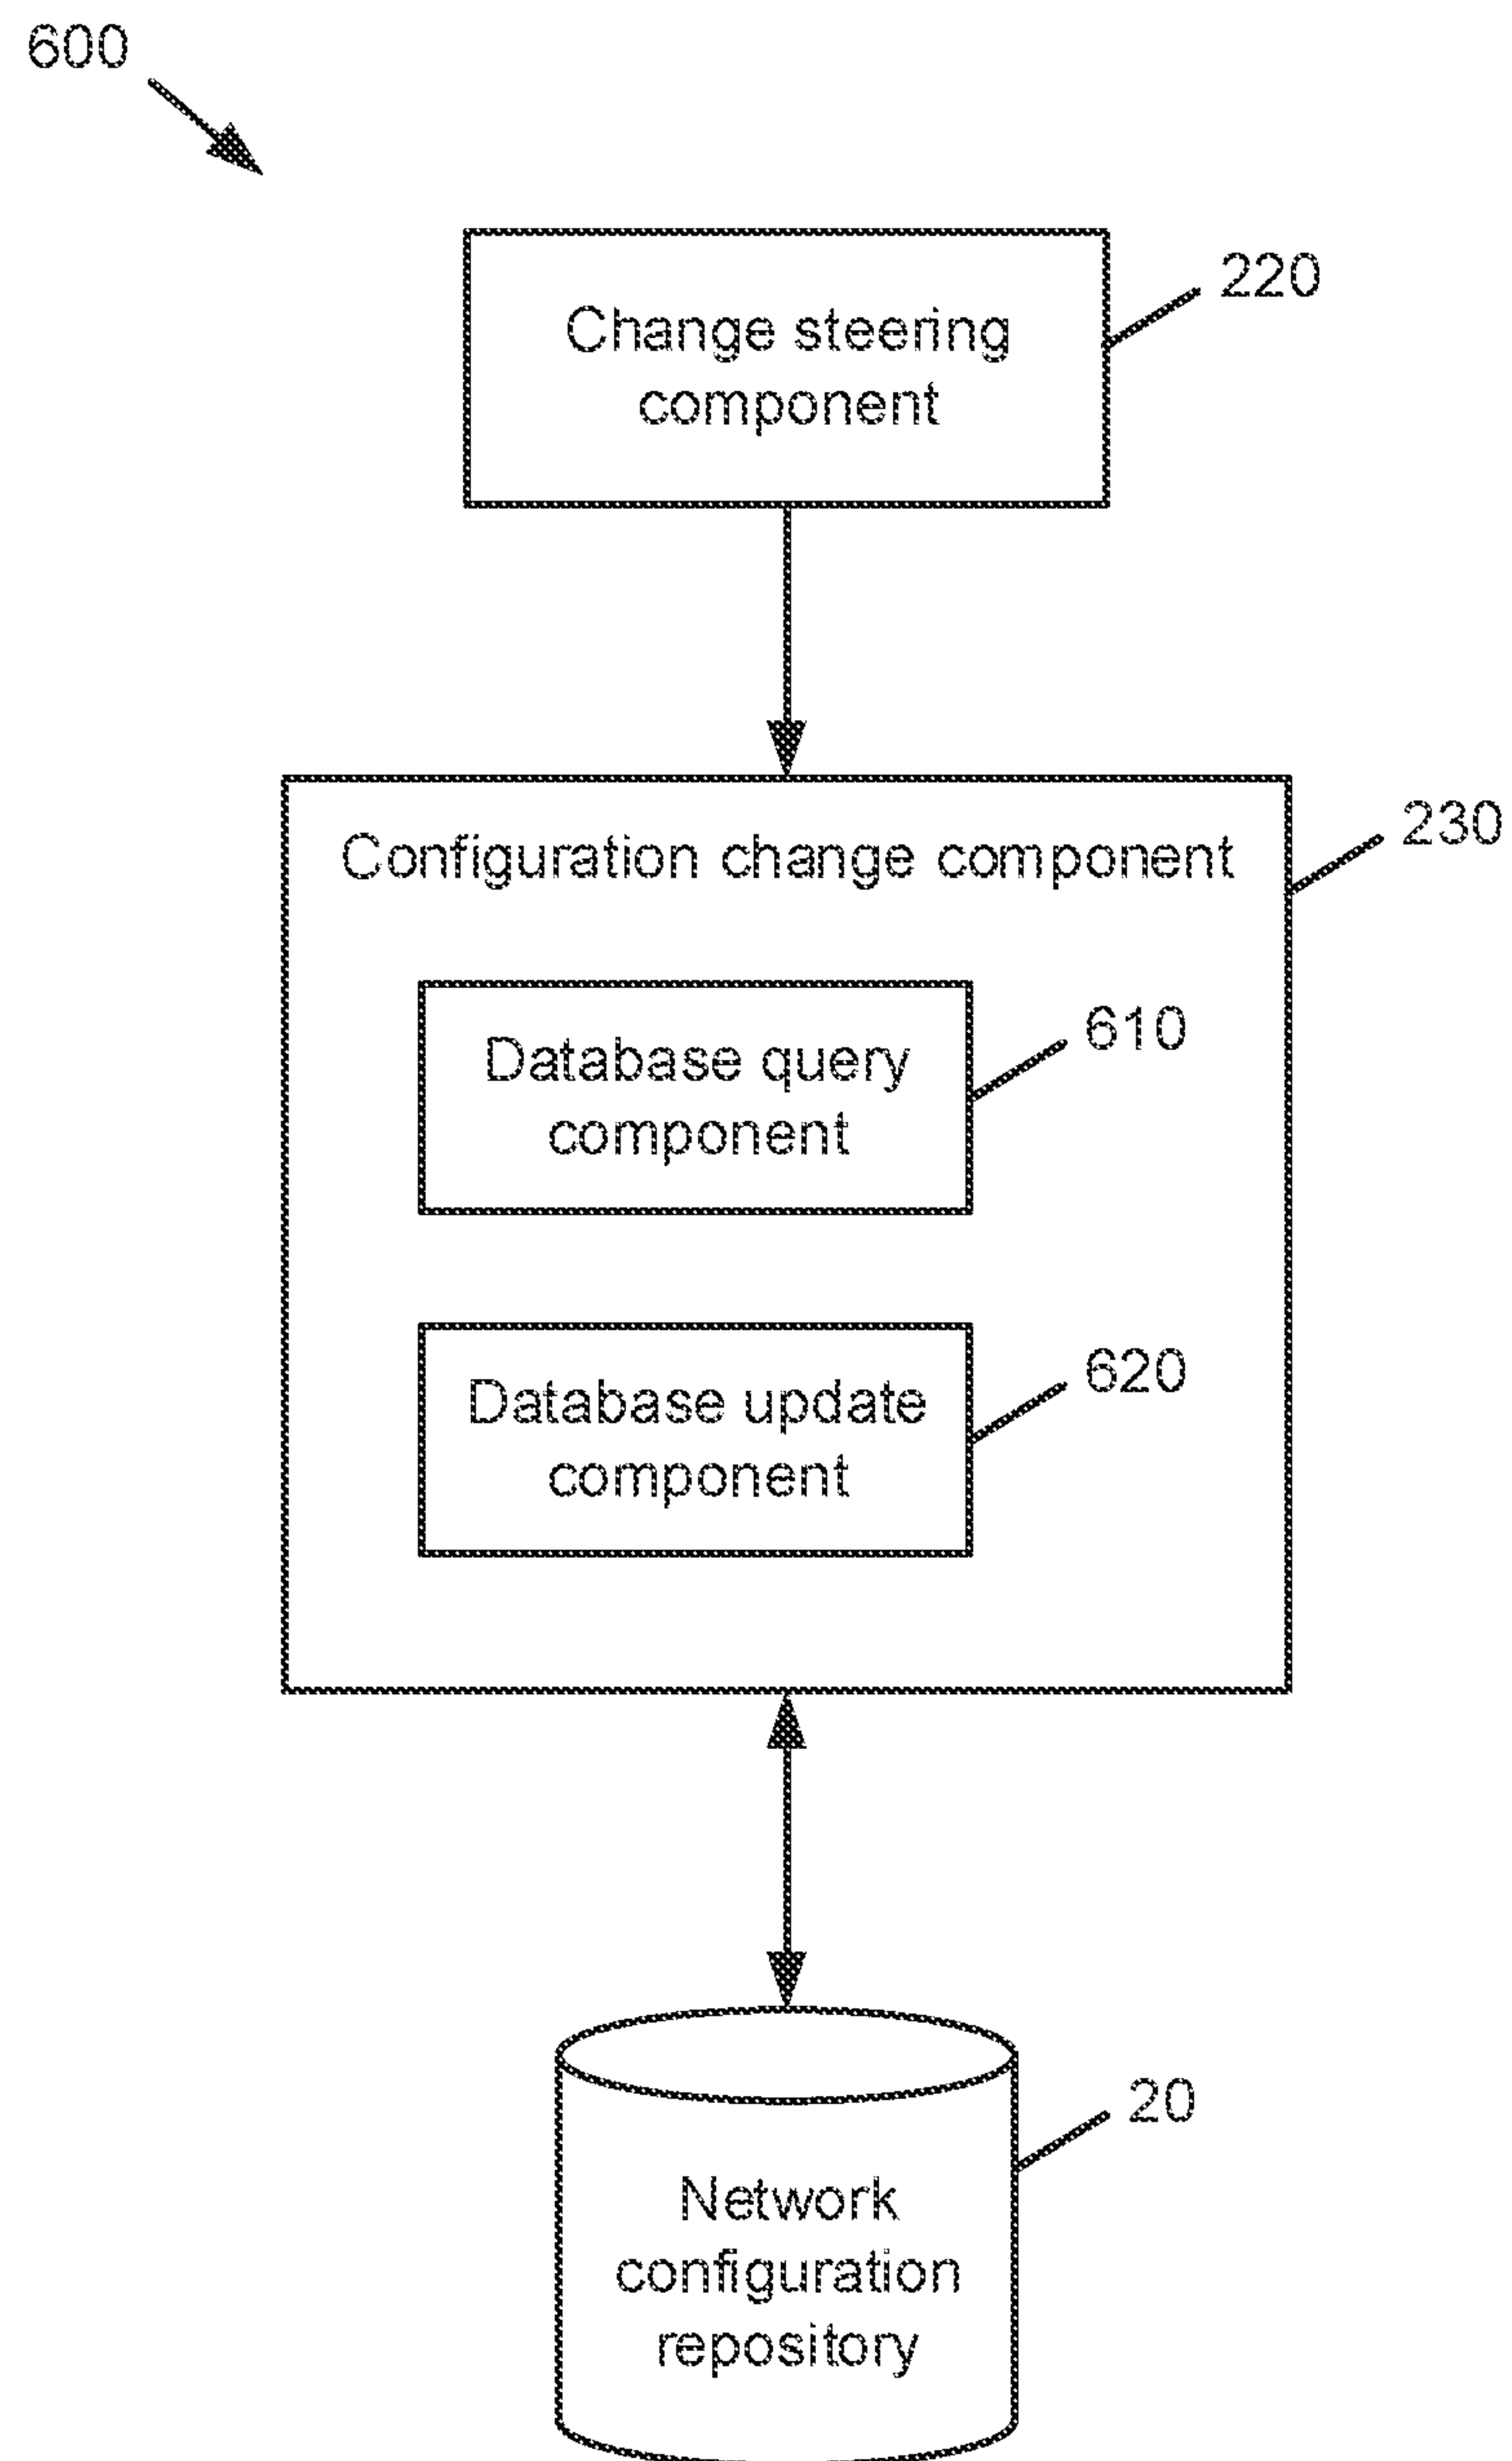 600
220
Change steering
component
230
Configuration change component
610
Database query
component
620
Database update
component
20
Network
configuration
repository